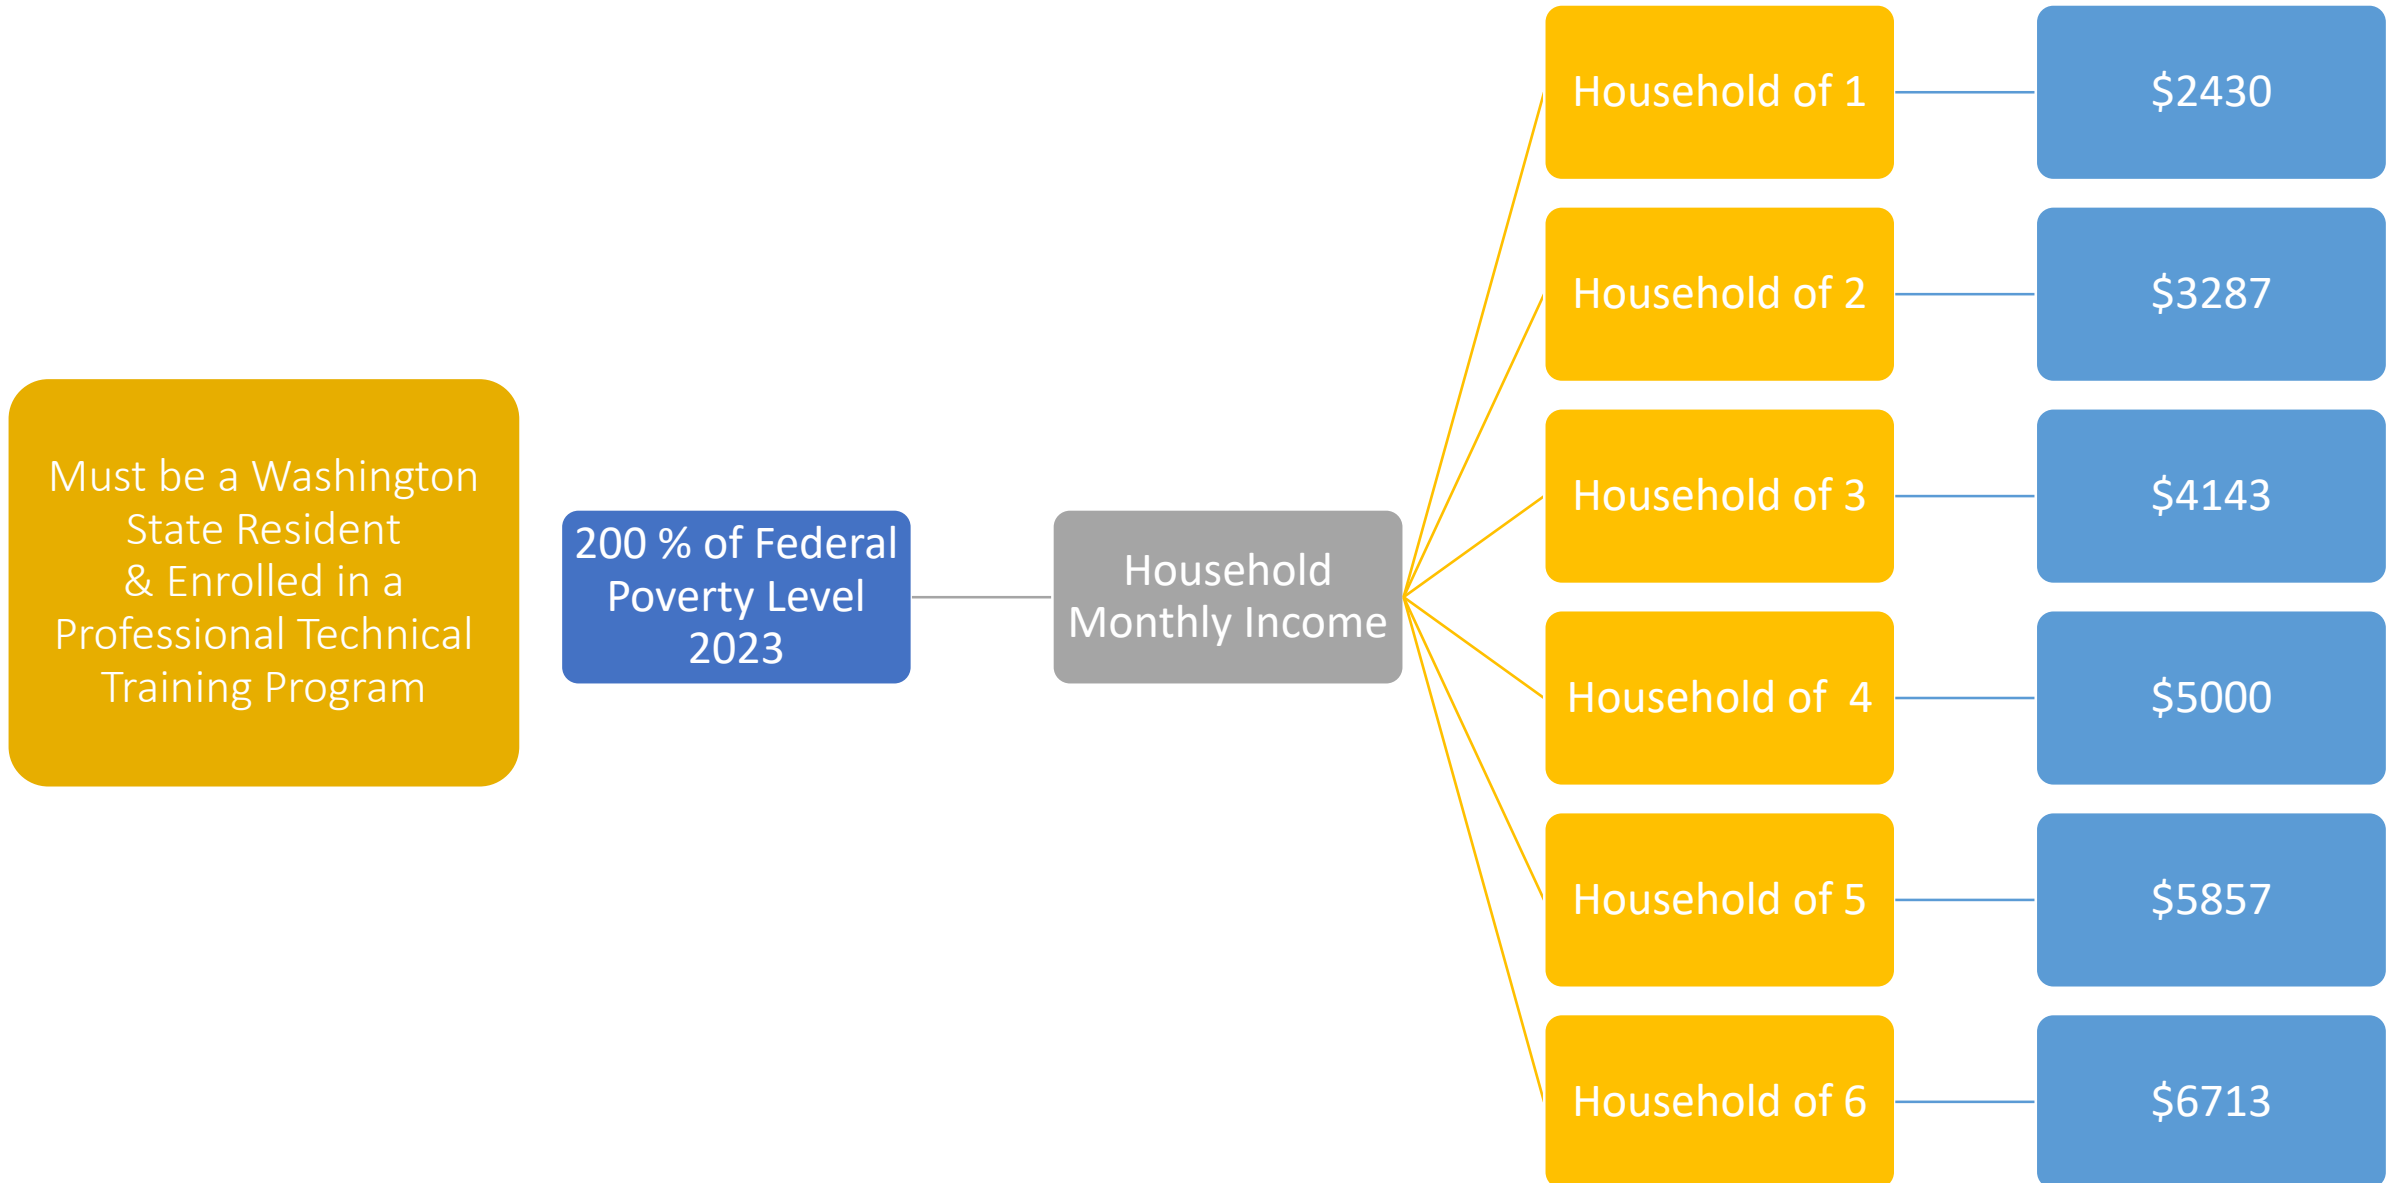 Must be a Washington
State Resident
& Enrolled in a
Professional Technical
Training Program
200 % of Federal
Poverty Level
2023
Household
Monthly Income
Household of 1
$2430
Household of 2
$3287
Household of 3
$4143
Household of  4
$5000
Household of 5
$5857
Household of 6
$6713